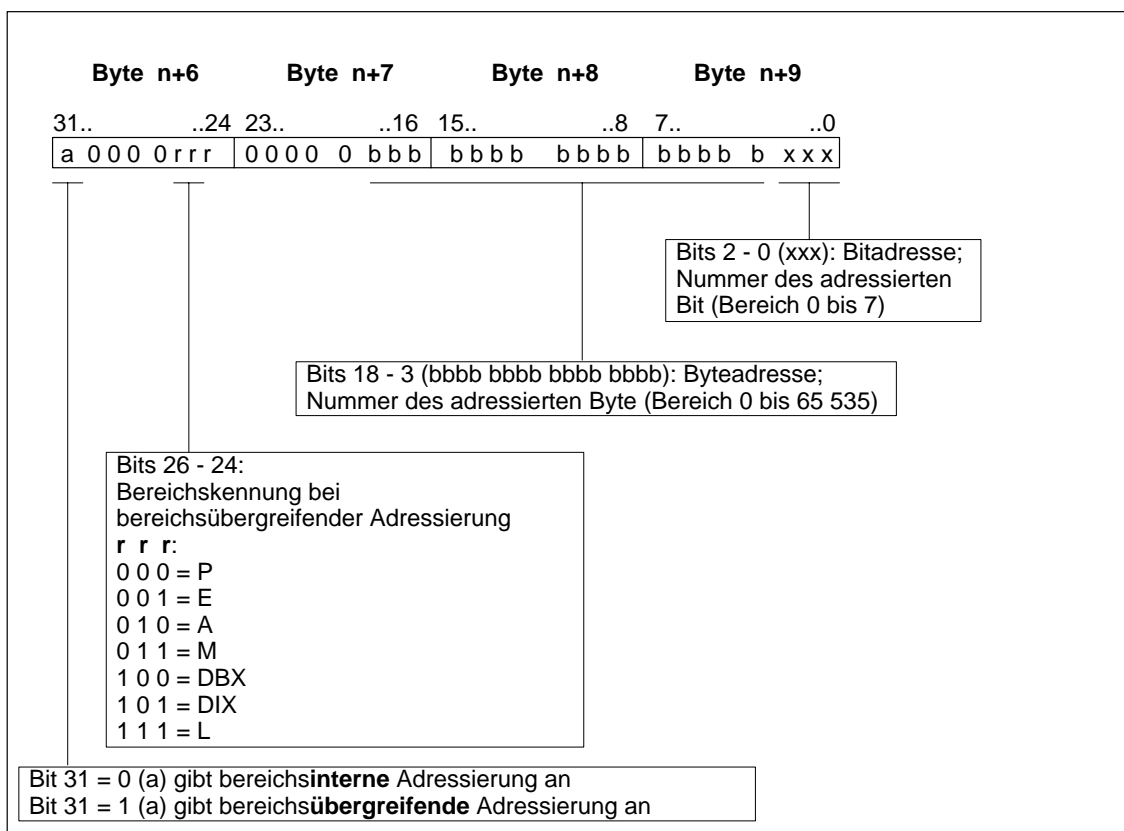 Byte n+6 Byte n+7 Byte n+8 Byte n+9
31.. ..24 23.. ..16 15.. ..8 7.. ..0
a 0 0 0 0 r r r 0 0 0 0 0 b b b b b b b b b b b b b b b b x x x
Bits 2 - 0 (xxx): Bitadresse;
Nummer des adressierten
Bit (Bereich 0 bis 7)
Bits 18 - 3 (bbbb bbbb bbbb bbbb): Byteadresse;
Nummer des adressierten Byte (Bereich 0 bis 65 535)
Bits 26 - 24:
Bereichskennung bei
bereichsübergreifender Adressierung
r r r:
0 0 0 = P
0 0 1 = E
0 1 0 = A
0 1 1 = M
1 0 0 = DBX
1 0 1 = DIX
1 1 1 = L
Bit 31 = 0 (a) gibt bereichsinterne Adressierung an
Bit 31 = 1 (a) gibt bereichsübergreifende Adressierung an